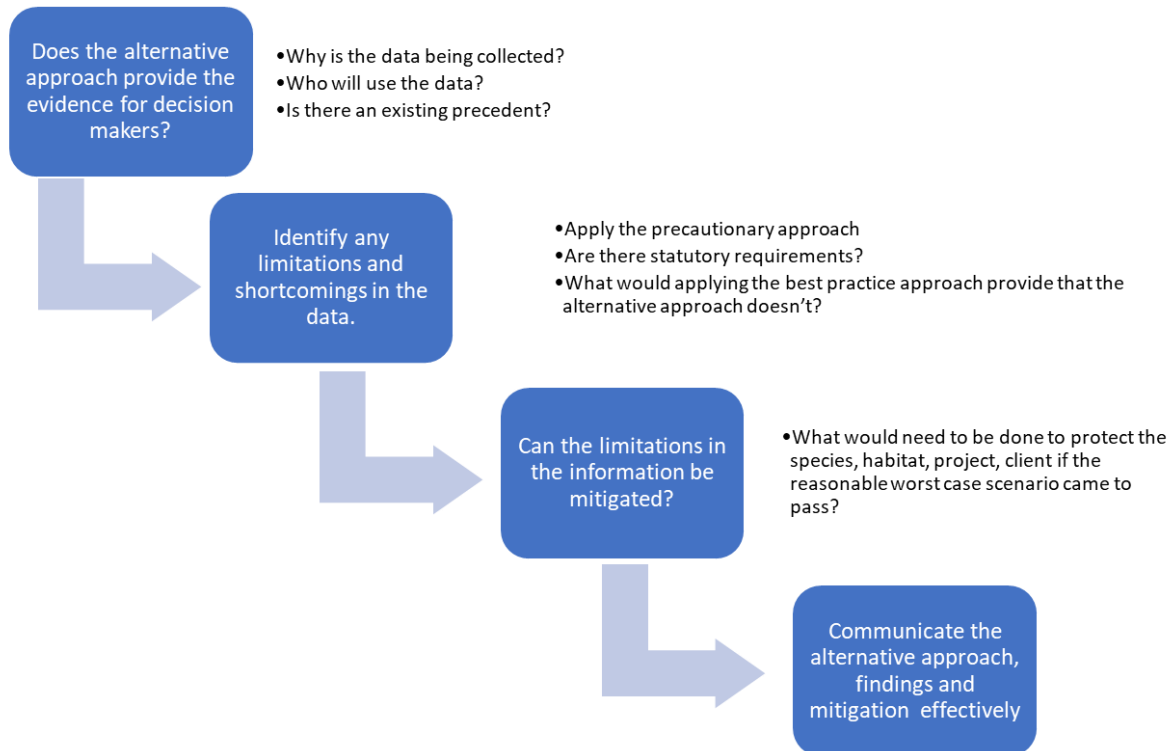 Does the alternative
approach provide the
evidence for decision
makers?
•Why is the data being collected?
•Who will use the data?
•Is there an existing precedent?
Identify any
limitations and
shortcomings in the
data.
•Apply the precautionary approach
•Are there statutory requirements?
•What would applying the best practice approach provide that the
alternative approach doesn't?
Can the limitations in
the information be
mitigated?
•What would need to be done to protect the
species, habitat, project, client if the
reasonable worst case scenario came to
pass?
Communicate the
alternative approach,
findings and
mitigation effectively